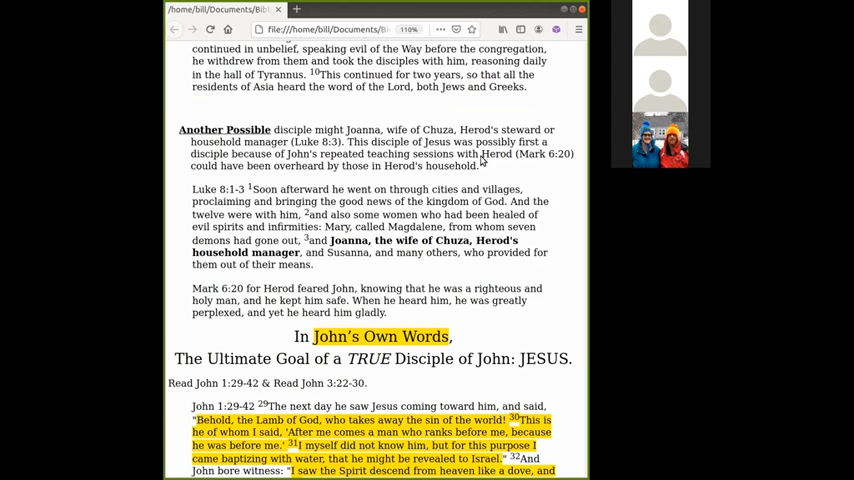 /home/bill/Documents/Bibl
file:///home/bill/Documents/Bi
110%
continued in unbelief, speaking evil of the Way before the congregation,
he withdrew from them and took the disciples with him, reasoning daily
in the hall of Tyrannus. 10This continued for two years, so that all the
residents of Asia heard the word of the Lord, both Jews and Greeks.
Another Possible disciple might Joanna, wife of Chuza, Herod's steward or
household manager (Luke 8:3). This disciple of Jesus was possibly first a
disciple because of John's repeated teaching sessions with Herod (Mark 6:20)
could have been overheard by those in Herod's household.
Luke 8:1-3 1Soon afterward he went on through cities and villages,
proclaiming and bringing the good news of the kingdom of God. And the
twelve were with him, 2and also some women who had been healed of
evil spirits and infirmities: Mary, called Magdalene, from whom seven
demons had gone out, 3and Joanna, the wife of Chuza, Herod's
household manager, and Susanna, and many others, who provided for
them out of their means.
Mark 6:20 for Herod feared John, knowing that he was a righteous and
holy man, and he kept him safe. When he heard him, he was greatly
perplexed, and yet he heard him gladly.
In John's Own Words,
The Ultimate Goal of a TRUE Disciple of John: JESUS.
Read John 1:29-42 & Read John 3:22-30.
John 1:29-42 29The next day he saw Jesus coming toward him, and said,
"Behold, the Lamb of God, who takes away the sin of the world! 30This is
he of whom I said, 'After me comes a man who ranks before me, because
he was before me.' 31I myself did not know him, but for this purpose I
came baptizing with water, that he might be revealed to Israel." 32And
John bore witness: "I saw the Spirit descend from heaven like a dove, and